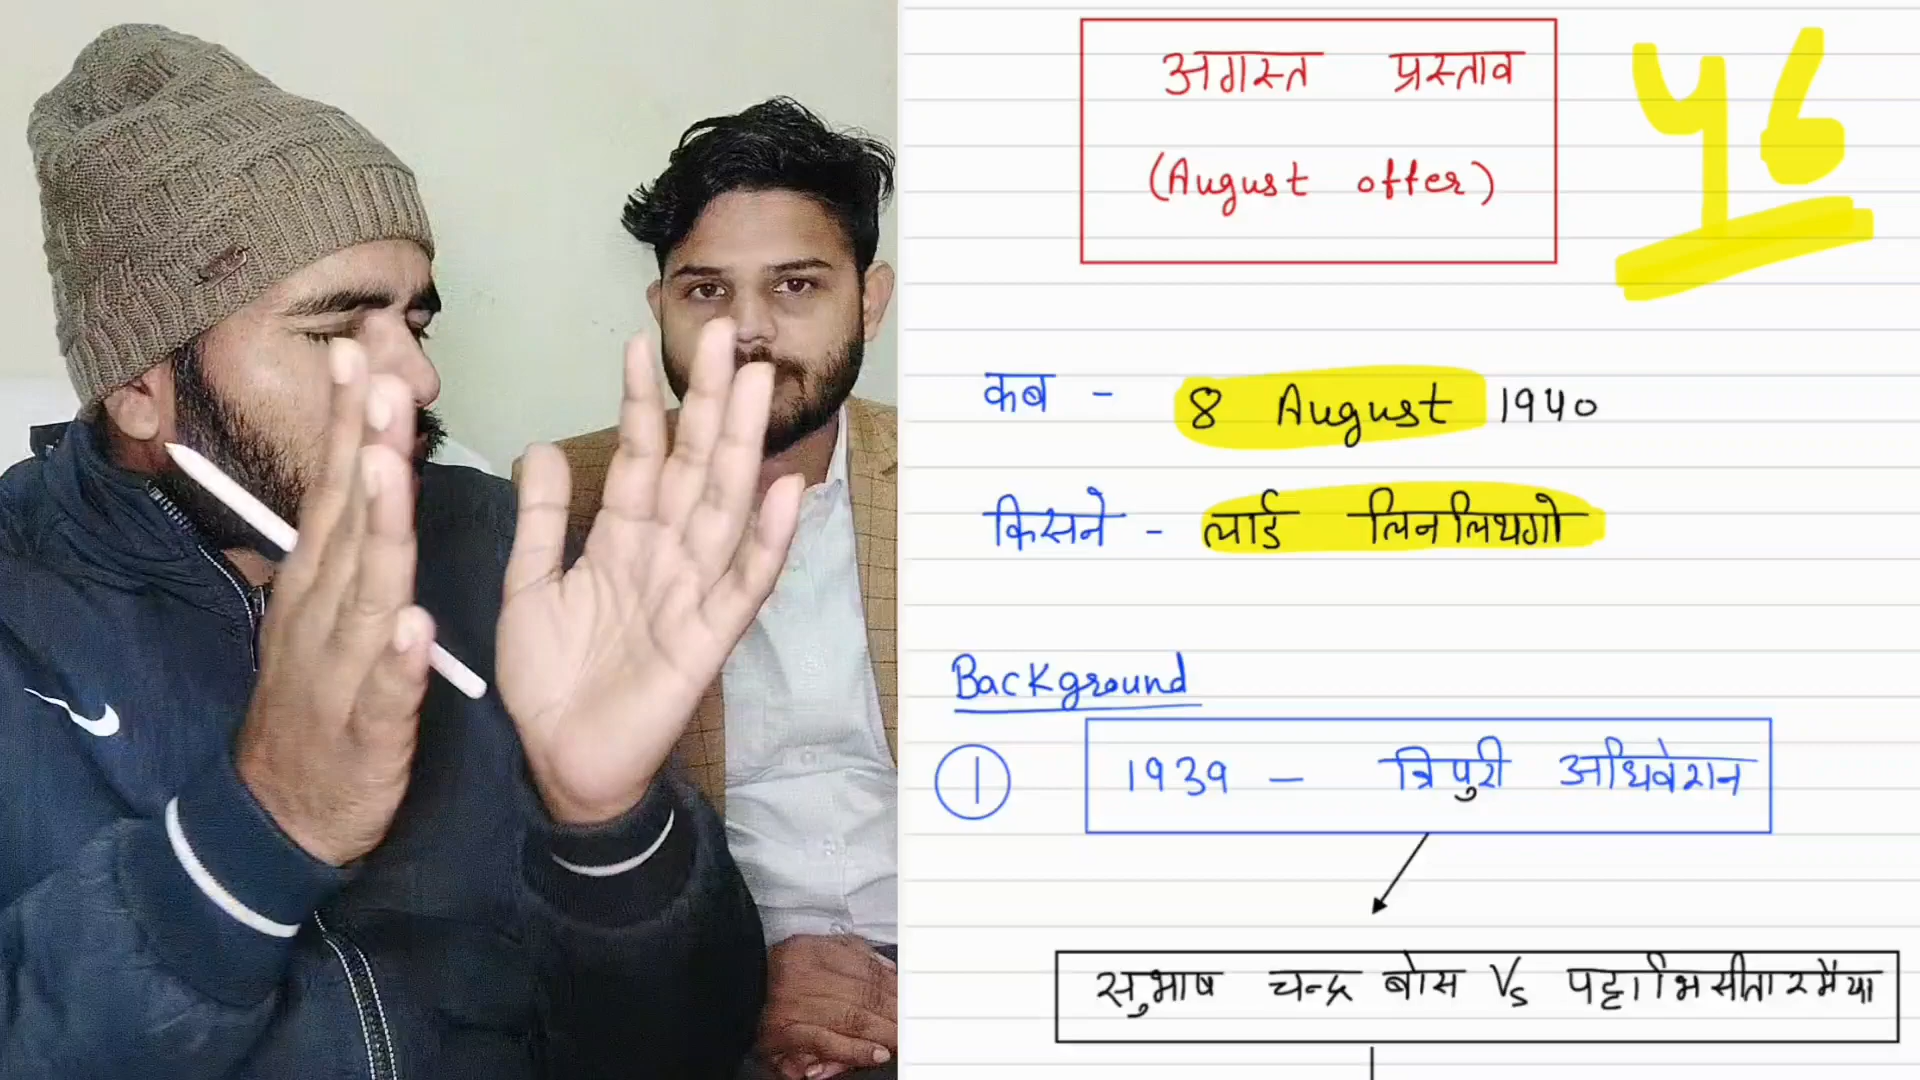 अगस्त प्रस्ताव
(August offer)
46
कब - 8 August 1940
किसने - लार्ड लिनलिथगो
Background
1 1939 - त्रिपुरी अधिवेशन
सुभाष चन्द्र बोस Vs पट्टाभिसीतारमैया